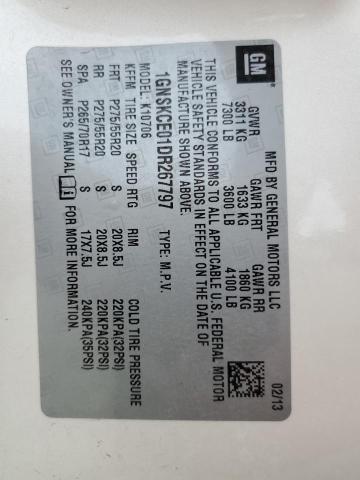 GM
MFD BY GENERAL MOTORS LLC 02/13
GVWR GAWR FRT GAWR RR
3311 KG 1633 KG 1860 KG
7300 LB 3600 LB 4100 LB
THIS VEHICLE CONFORMS TO ALL APPLICABLE U.S. FEDERAL MOTOR
VEHICLE SAFETY STANDARDS IN EFFECT ON THE DATE OF
MANUFACTURE SHOWN ABOVE.
1GNSKCE01DR267797 TYPE: M.P.V.
MODEL: K10706
KFFM TIRE SIZE SPEED RTG RIM COLD TIRE PRESSURE
FRT P275/55R20 S 20X8.5J 220KPA(32PSI)
RR P275/55R20 S 20X8.5J 220KPA(32PSI)
SPA P265/70R17 S 17X7.5J 240KPA(35PSI)
SEE OWNER'S MANUAL FOR MORE INFORMATION.